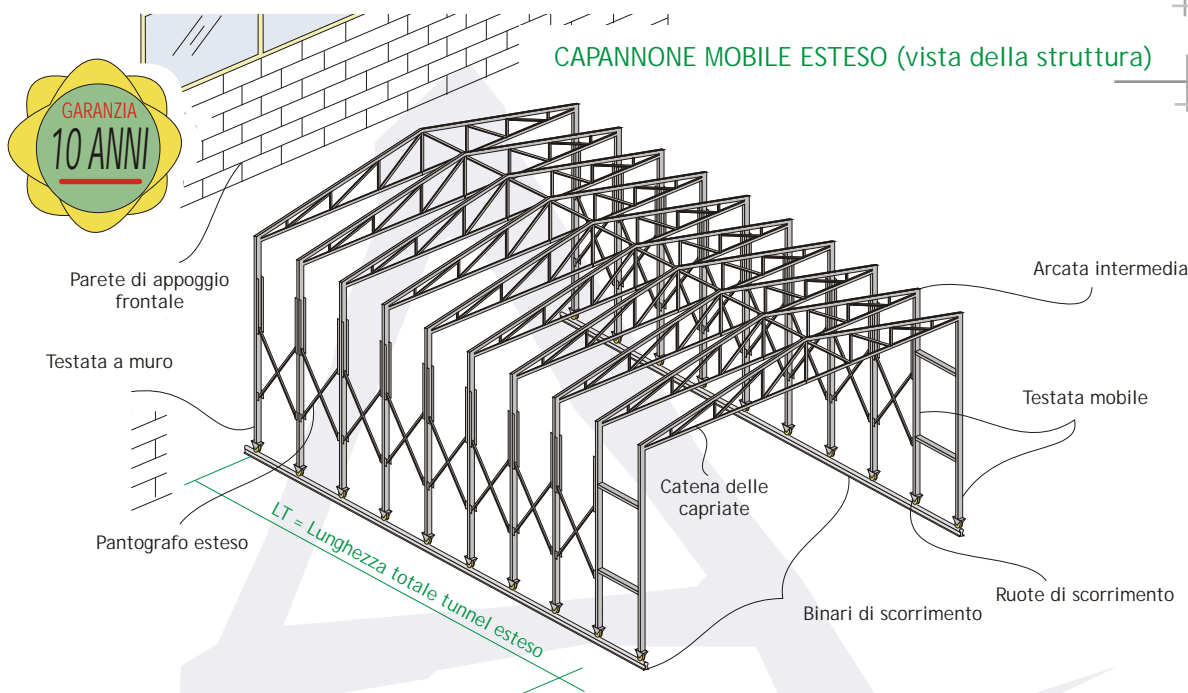 CAPANNONE MOBILE ESTESO (vista della struttura)
GARANZIA
10 ANNI
Parete di appoggio
frontale
Arcata intermedia
Testata a muro
Testata mobile
Catena delle
capriate
Pantografo esteso
LT = Lunghezza totale tunnel esteso
Ruote di scorrimento
Binari di scorrimento